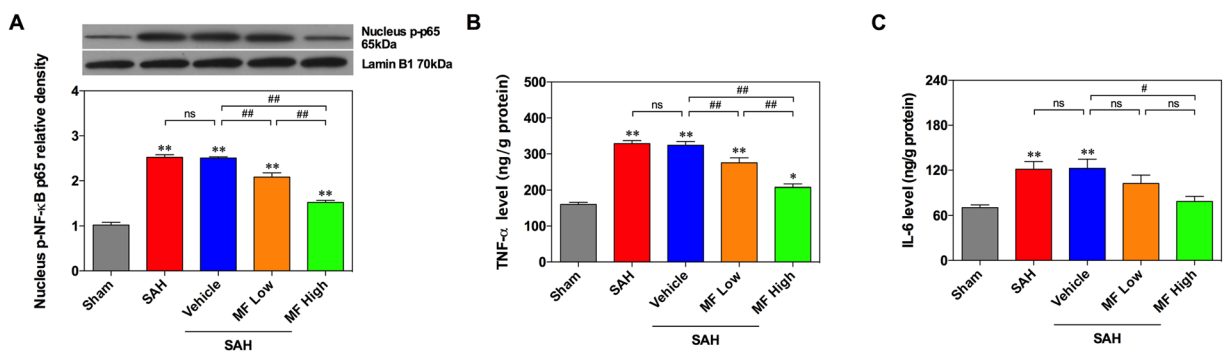 A
Nucleus p-p65
65kDa
Lamin B1 70kDa
Nucleus p-NF-κB p65 relative density
4
3
2
1
0
##
ns
##
##
**
**
**
**
Sham
SAH
Vehicle
MF Low
MF High
SAH
B
TNF-α level (ng/g protein)
500
400
300
200
100
0
##
ns
##
##
**
**
**
*
Sham
SAH
Vehicle
MF Low
MF High
SAH
C
IL-6 level (ng/g protein)
240
180
120
60
0
#
ns
ns
ns
**
**
Sham
SAH
Vehicle
MF Low
MF High
SAH